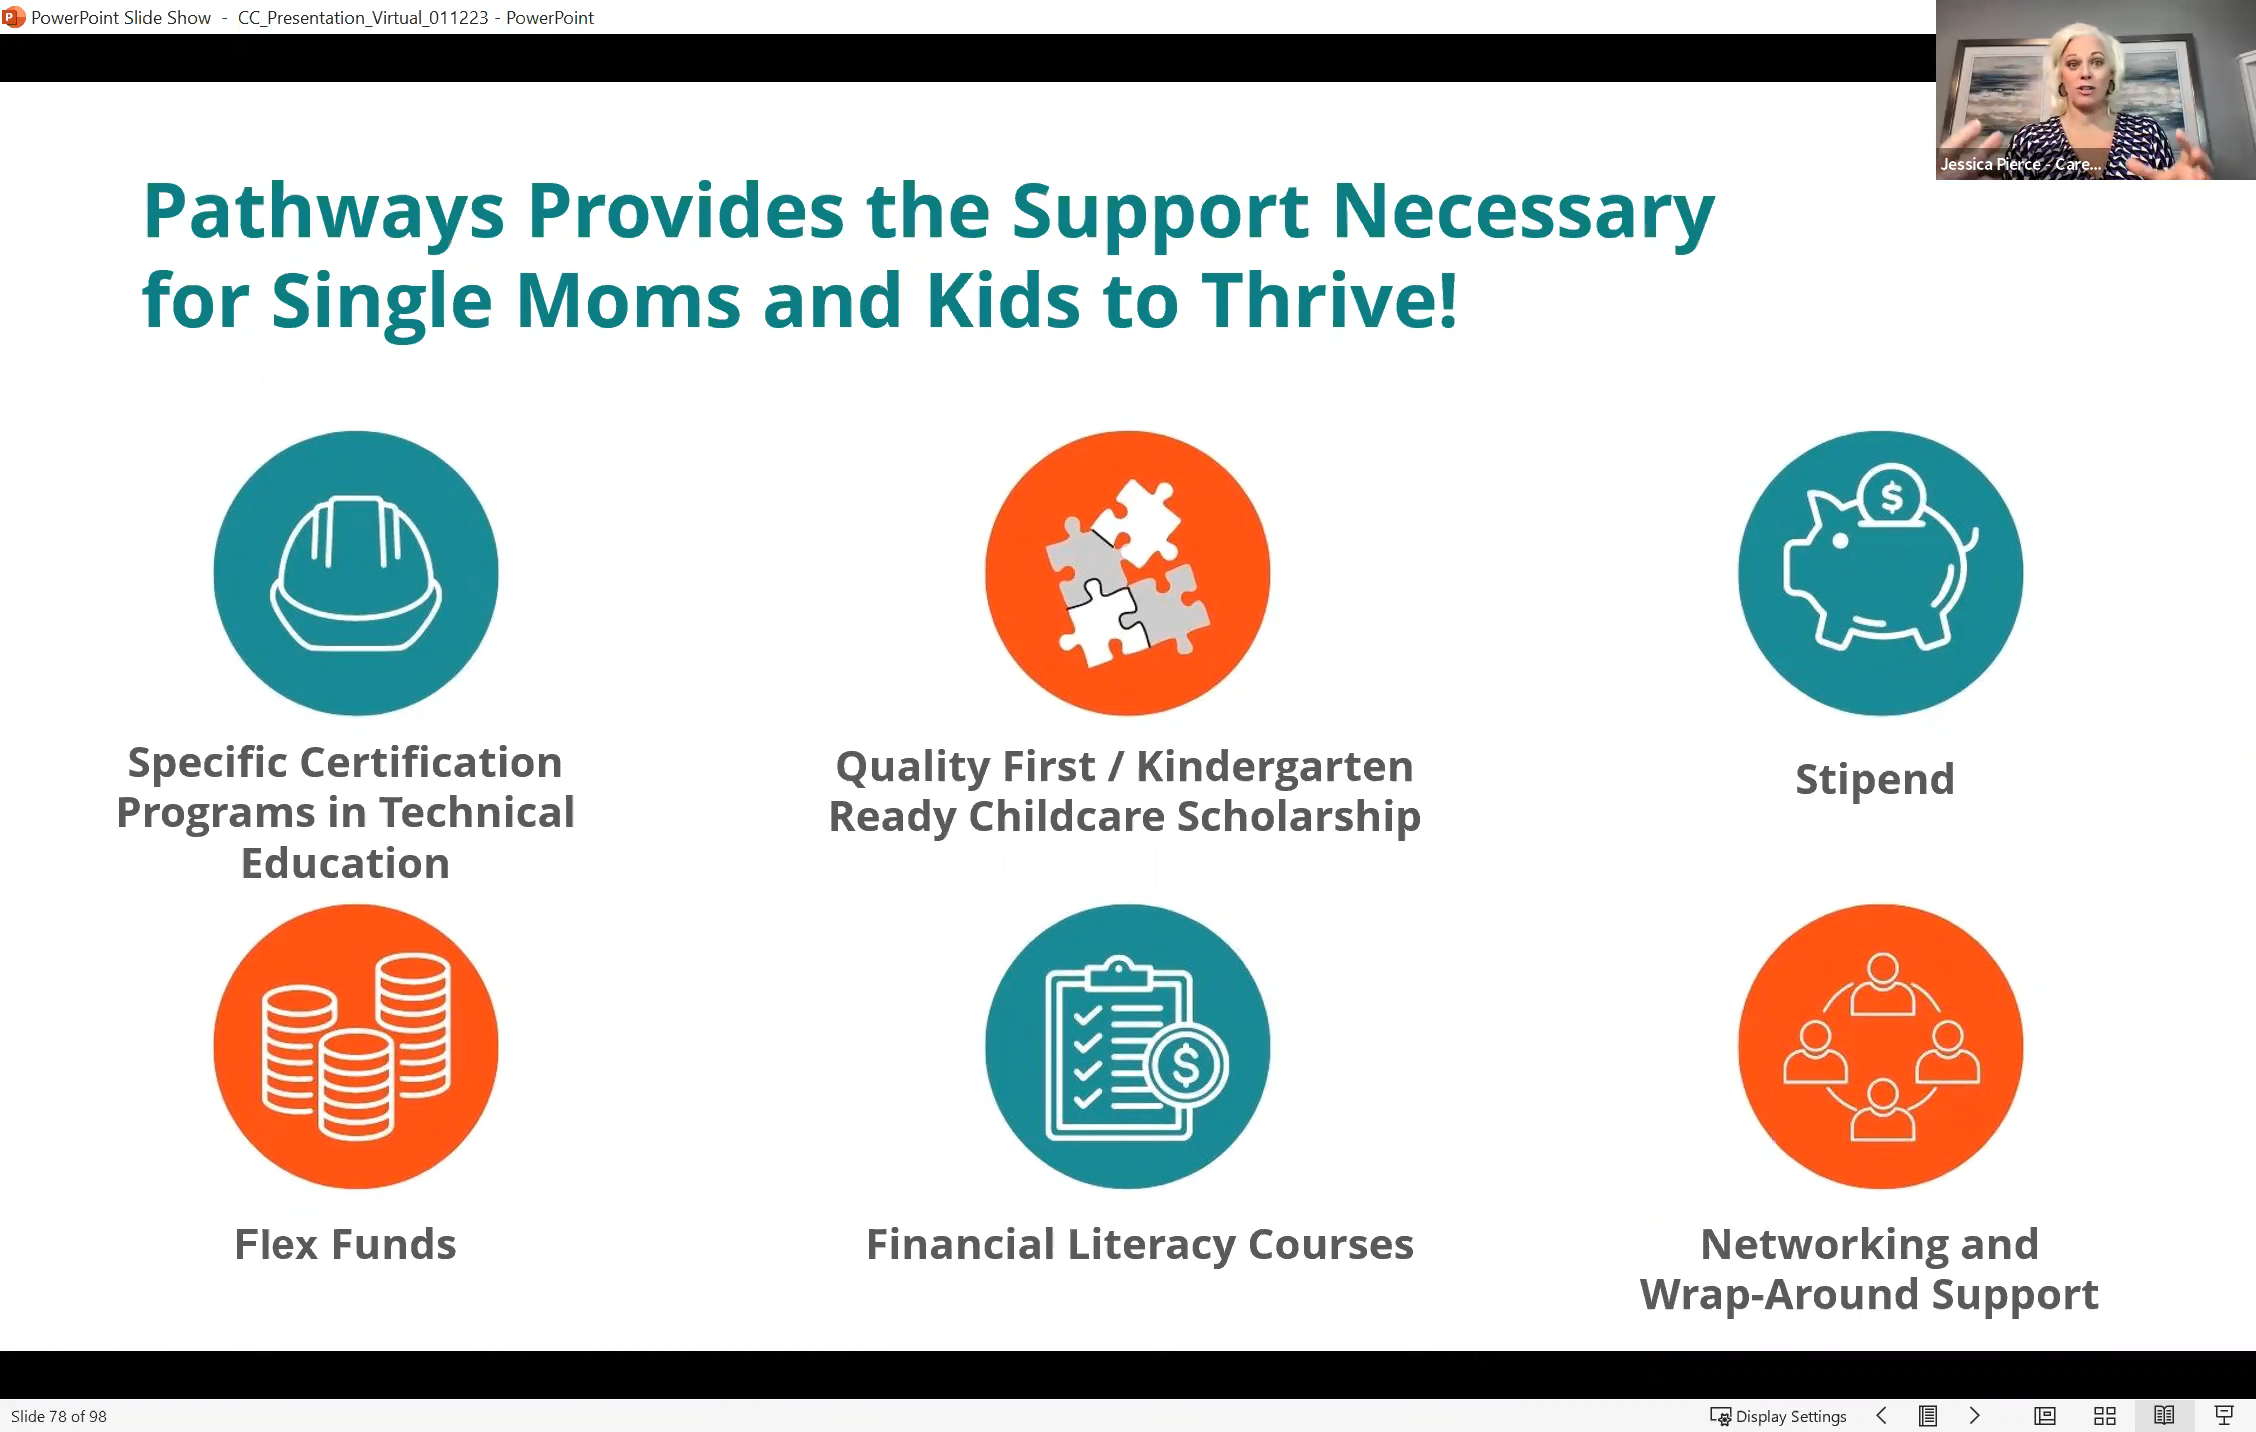 PowerPoint Slide Show - CC_Presentation_Virtual_011223 - PowerPoint
Jessica Pierce - Care...
Pathways Provides the Support Necessary
for Single Moms and Kids to Thrive!
Specific Certification
Programs in Technical
Education
Quality First / Kindergarten
Ready Childcare Scholarship
Stipend
Flex Funds
Financial Literacy Courses
Networking and
Wrap-Around Support
Slide 78 of 98
Display Settings